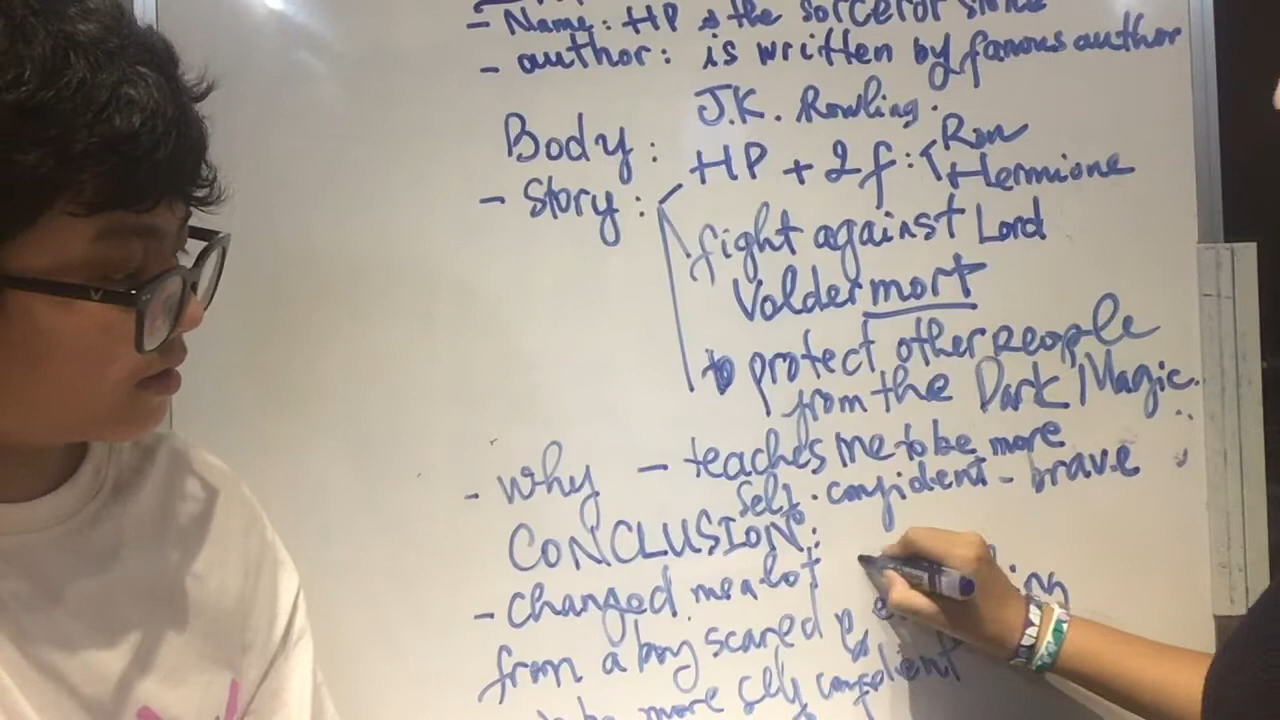 - Name: HP & the sorceror stone
- author: is written by famous author
J.K. Rowling.
Body:
- Story: HP + 2 f: Ron
Hermione
fight against Lord
Voldermort
to protect other people
from the Dark Magic.
- why - teaches me to be more
self-confident - brave
CONCLUSION:
- changed me a lot
from a boy scared
to be more self confident